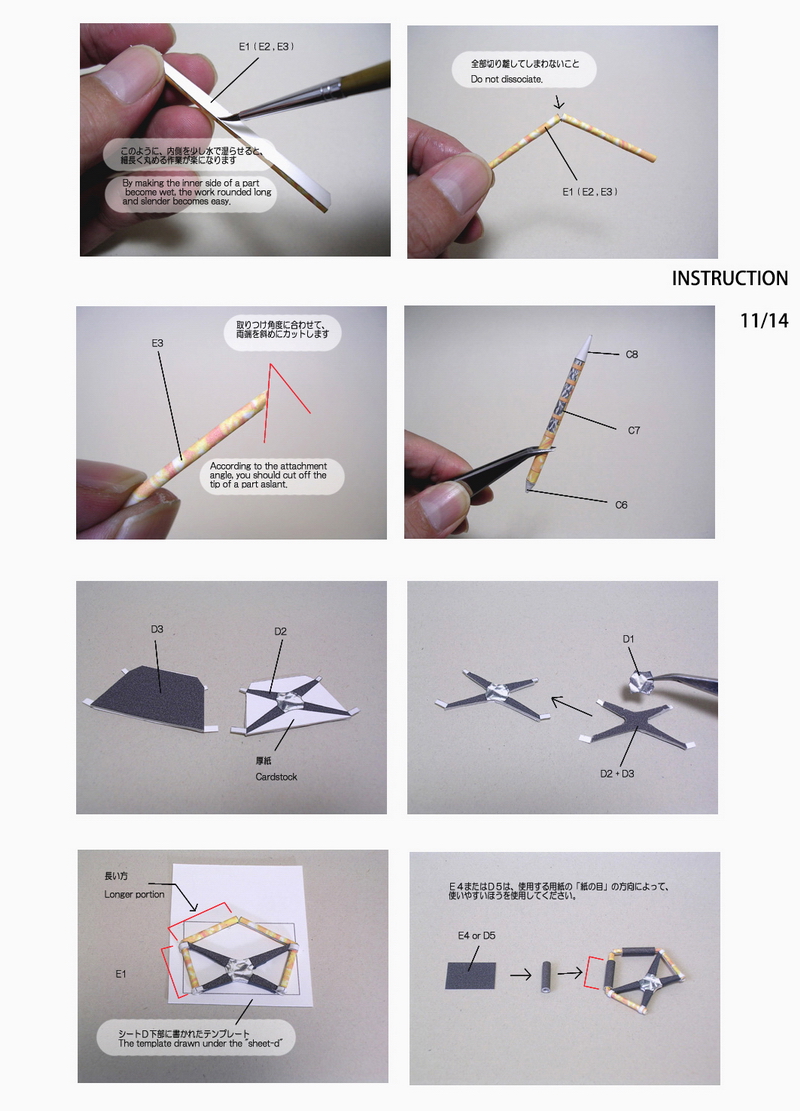 E1 ( E2 , E3 )
このように、内側を少し水で湿らせると、
細長く丸める作業が楽になります
By making the inner side of a part
become wet, the work rounded long
and slender becomes easy.
全部切り離してしまわないこと
Do not dissociate.
E1 ( E2 , E3 )
INSTRUCTION
11/14
取りつけ角度に合わせて、
両端を斜めにカットします
E3
According to the attachment
angle, you should cut off the
tip of a part aslant.
C8
C7
C6
D3
D2
厚紙
Cardstock
D1
D2 + D3
長い方
Longer portion
E1
シートD下部に書かれたテンプレート
The template drawn under the "sheet-d"
E4またはD5は、使用する用紙の「紙の目」の方向によって、
使いやすいほうを使用してください。
E4 or D5